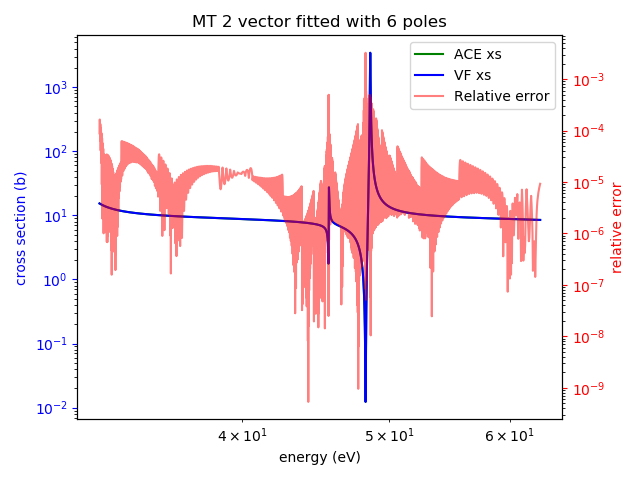 MT 2 vector fitted with 6 poles
ACE xs
VF xs
Relative error
cross section (b)
10³
10²
10¹
10⁰
10⁻¹
10⁻²
relative error
10⁻³
10⁻⁴
10⁻⁵
10⁻⁶
10⁻⁷
10⁻⁸
10⁻⁹
4 × 10¹ 5 × 10¹ 6 × 10¹
energy (eV)